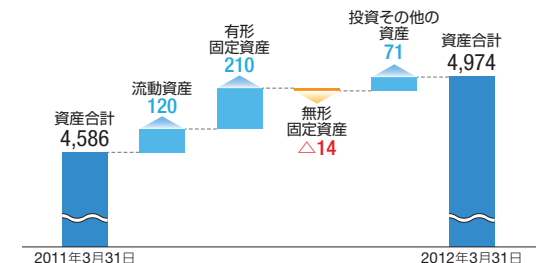 資産合計
4,586
流動資産
120
有形
固定資産
210
無形
固定資産
△14
投資その他の
資産
71
資産合計
4,974
2011年3月31日
2012年3月31日